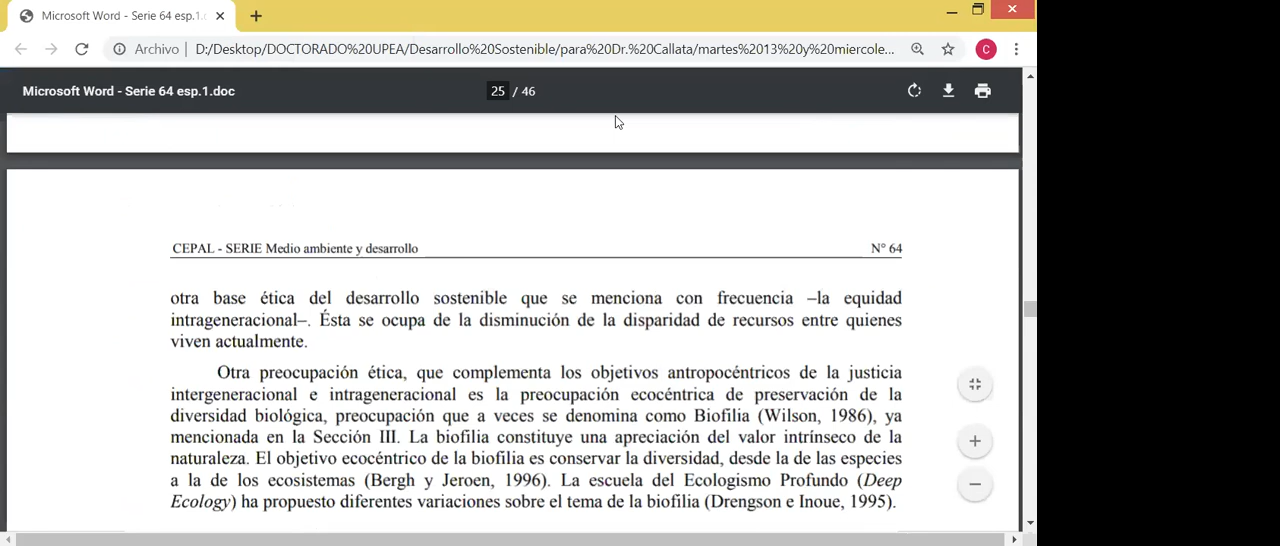 Microsoft Word - Serie 64 esp.1.
Archivo D:/Desktop/DOCTORADO%20UPEA/Desarrollo%20Sostenible/para%20Dr.%20Callata/martes%2013%20y%20miercole... C
Microsoft Word - Serie 64 esp.1.doc 25 / 46
CEPAL - SERIE Medio ambiente y desarrollo N° 64
otra base ética del desarrollo sostenible que se menciona con frecuencia –la equidad
intrageneracional–. Ésta se ocupa de la disminución de la disparidad de recursos entre quienes
viven actualmente.
Otra preocupación ética, que complementa los objetivos antropocéntricos de la justicia
intergeneracional e intrageneracional es la preocupación ecocéntrica de preservación de la
diversidad biológica, preocupación que a veces se denomina como Biofilia (Wilson, 1986), ya
mencionada en la Sección III. La biofilia constituye una apreciación del valor intrínseco de la
naturaleza. El objetivo ecocéntrico de la biofilia es conservar la diversidad, desde la de las especies
a la de los ecosistemas (Bergh y Jeroen, 1996). La escuela del Ecologismo Profundo (Deep
Ecology) ha propuesto diferentes variaciones sobre el tema de la biofilia (Drengson e Inoue, 1995).